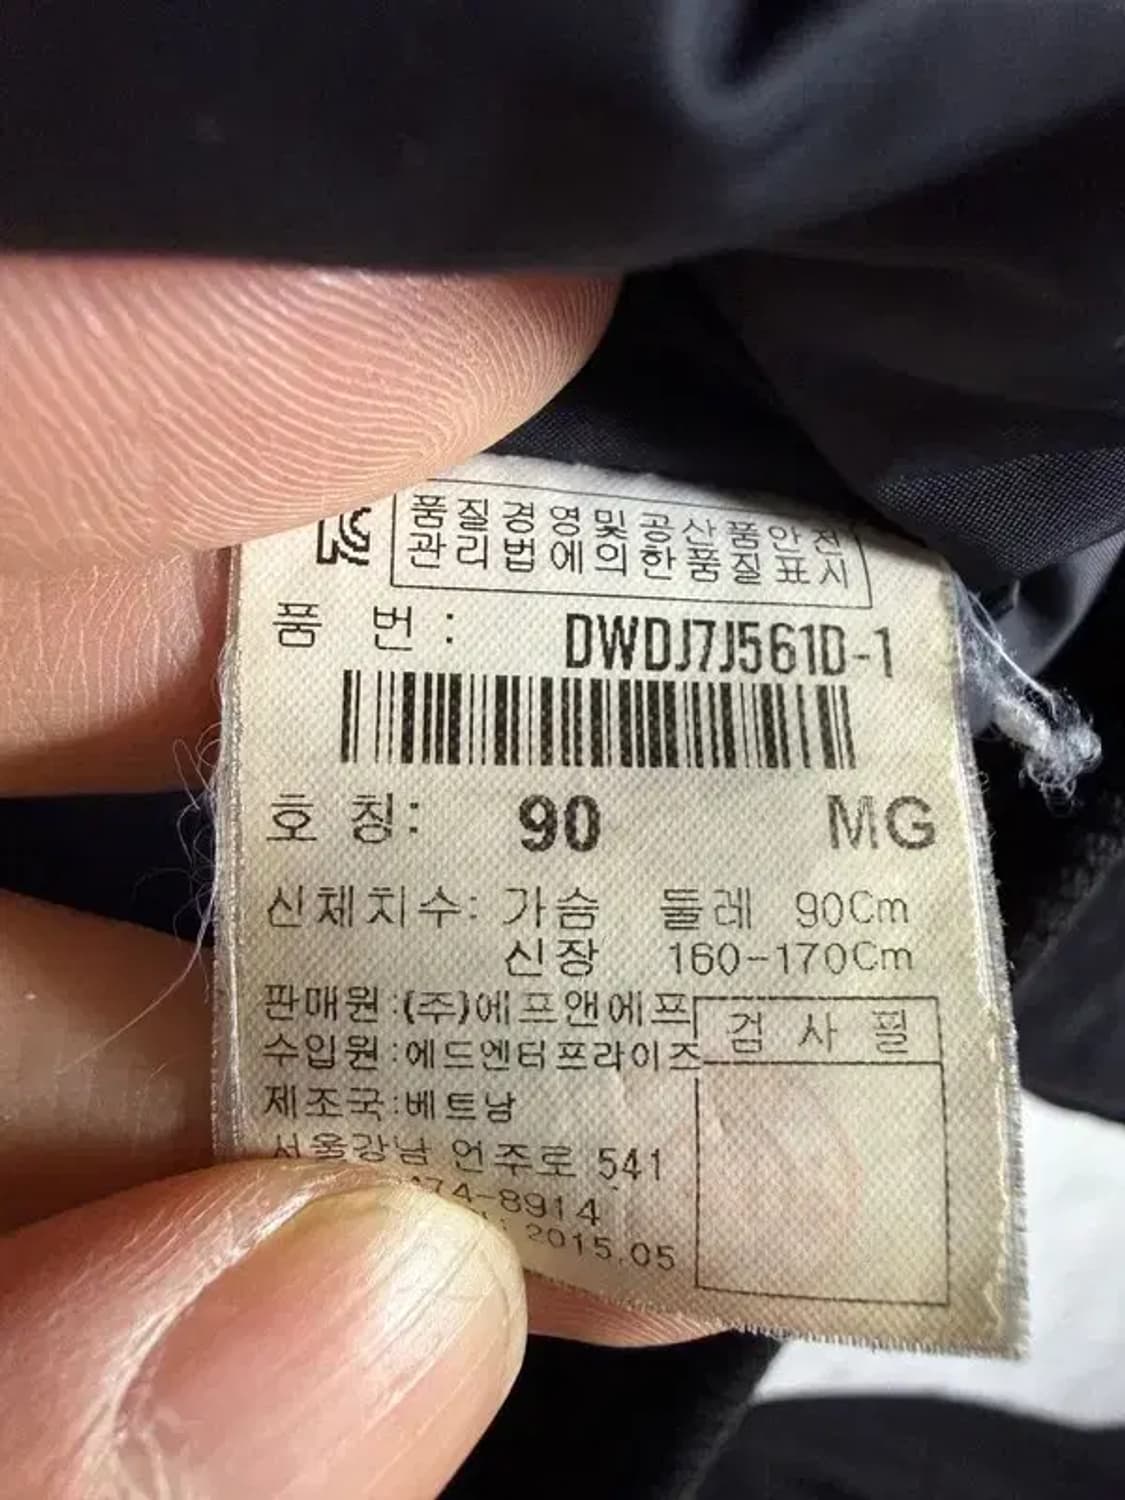 품질경영및공산품안전
관리법에의한품질표시
품 번 : DWDJ7J561D-1
호 칭: 90 MG
신체치수: 가슴 둘레 90Cm
신장 160-170Cm
판매원:(주)에프앤에프
수입원:에드엔터프라이즈
제조국:베트남
검 사 필
서울강남 언주로 541
474-8914
2015.05